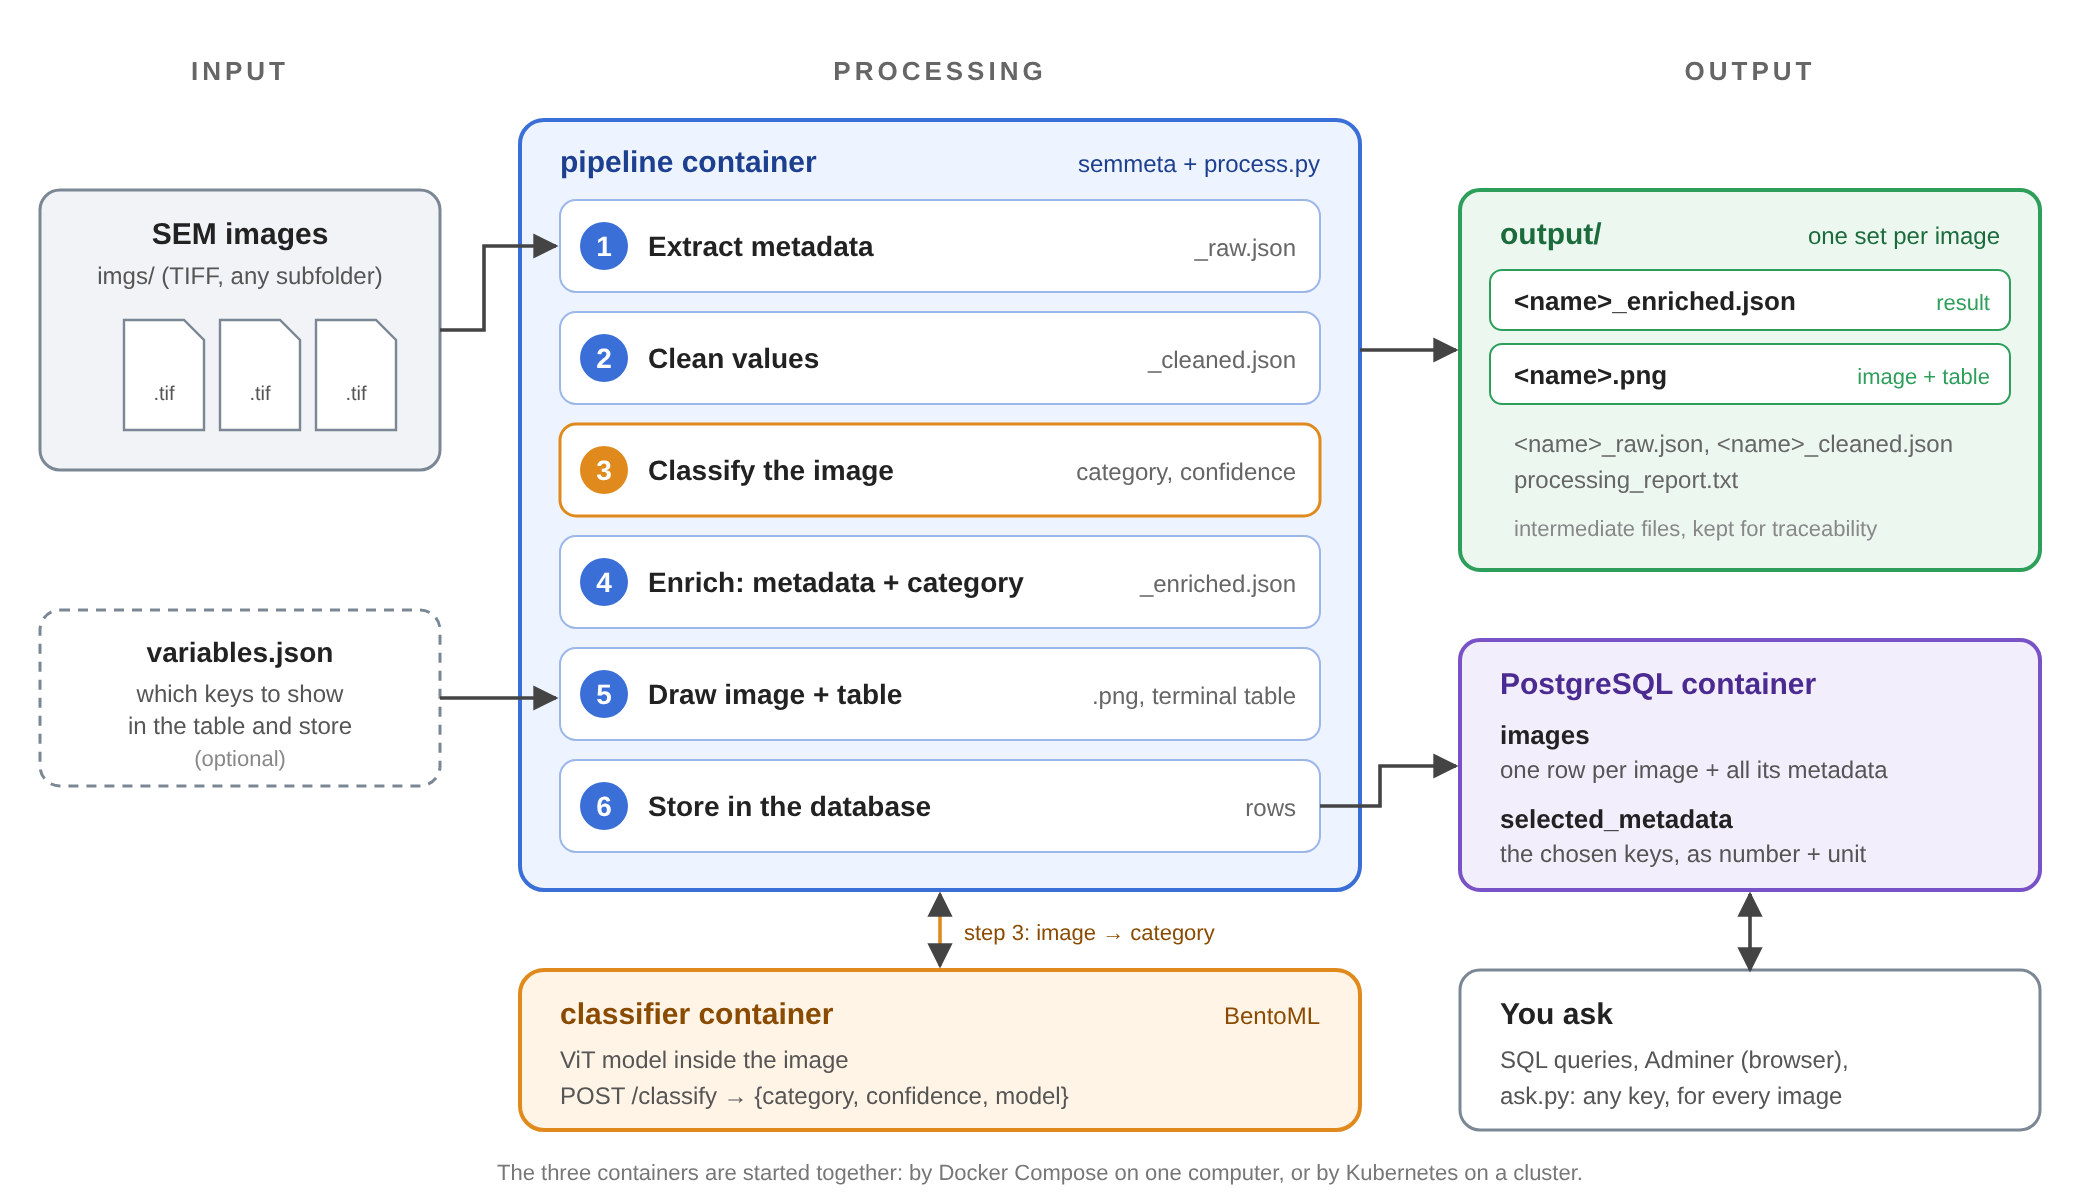 INPUT
PROCESSING
OUTPUT
SEM images
imgs/ (TIFF, any subfolder)
.tif .tif .tif
variables.json
which keys to show
in the table and store
(optional)
pipeline container semmeta + process.py
1 Extract metadata _raw.json
2 Clean values _cleaned.json
3 Classify the image category, confidence
4 Enrich: metadata + category _enriched.json
5 Draw image + table .png, terminal table
6 Store in the database rows
step 3: image → category
classifier container BentoML
ViT model inside the image
POST /classify → {category, confidence, model}
output/ one set per image
<name>_enriched.json result
<name>.png image + table
<name>_raw.json, <name>_cleaned.json
processing_report.txt
intermediate files, kept for traceability
PostgreSQL container
images
one row per image + all its metadata
selected_metadata
the chosen keys, as number + unit
You ask
SQL queries, Adminer (browser),
ask.py: any key, for every image
The three containers are started together: by Docker Compose on one computer, or by Kubernetes on a cluster.